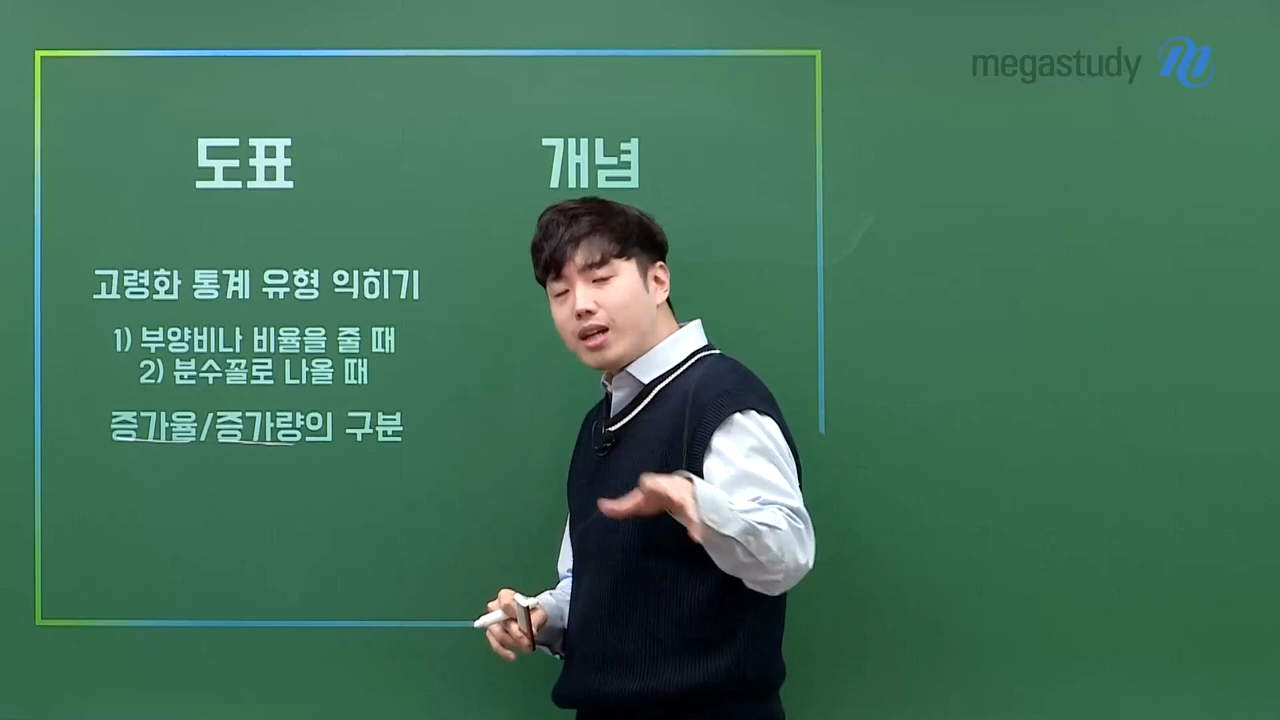 megastudy
도표
개념
고령화 통계 유형 익히기
1) 부양비나 비율을 줄 때
2) 분수꼴로 나올 때
증가율/증가량의 구분